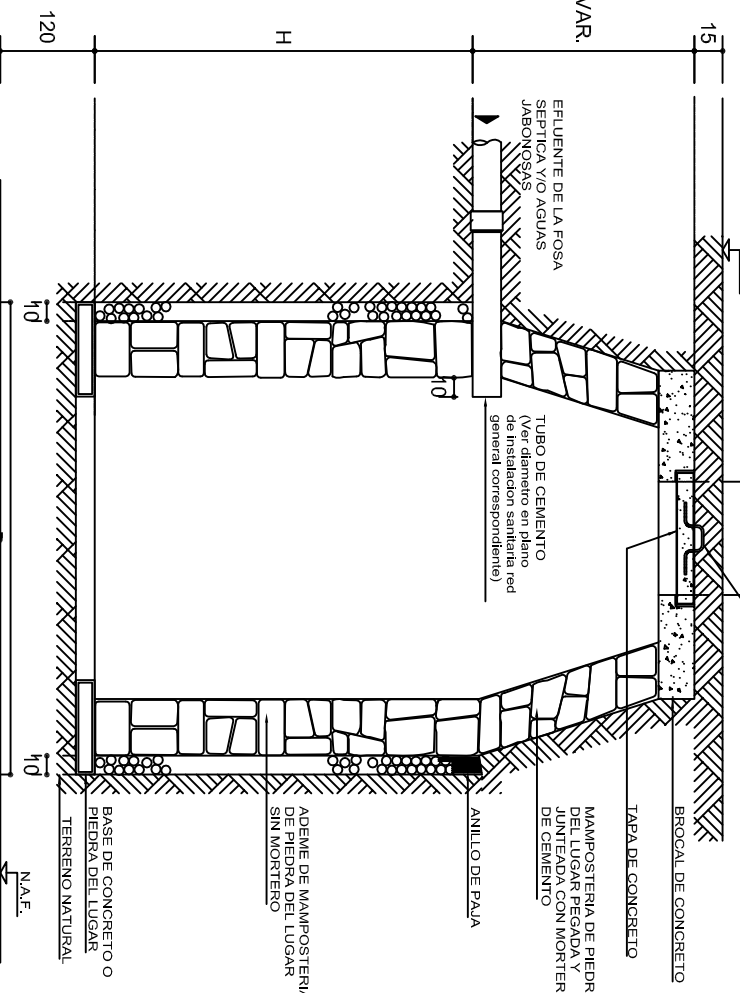 15
VAR.
H
120
EFLUENTE DE LA FOSA
SEPTICA Y/O AGUAS
JABONOSAS
TUBO DE CEMENTO
(Ver diametro en plano
de instalacion sanitaria red
general correspondiente)
10
10
10
BROCAL DE CONCRETO
TAPA DE CONCRETO
MAMPOSTERIA DE PIEDR
DEL LUGAR PEGADA Y
JUNTEADA CON MORTER
DE CEMENTO
ANILLO DE PAJA
ADEME DE MAMPOSTERI
DE PIEDRA DEL LUGAR
SIN MORTERO
BASE DE CONCRETO O
PIEDRA DEL LUGAR
TERRENO NATURAL
N.A.F.